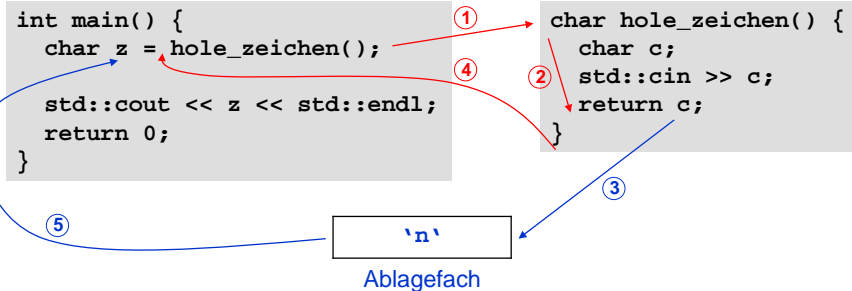 int main() {
char z = hole_zeichen();
std::cout << z << std::endl;
return 0;
}
1
char hole_zeichen() {
char c;
std::cin >> c;
return c;
}
2
4
3
5
‵n‵
Ablagefach